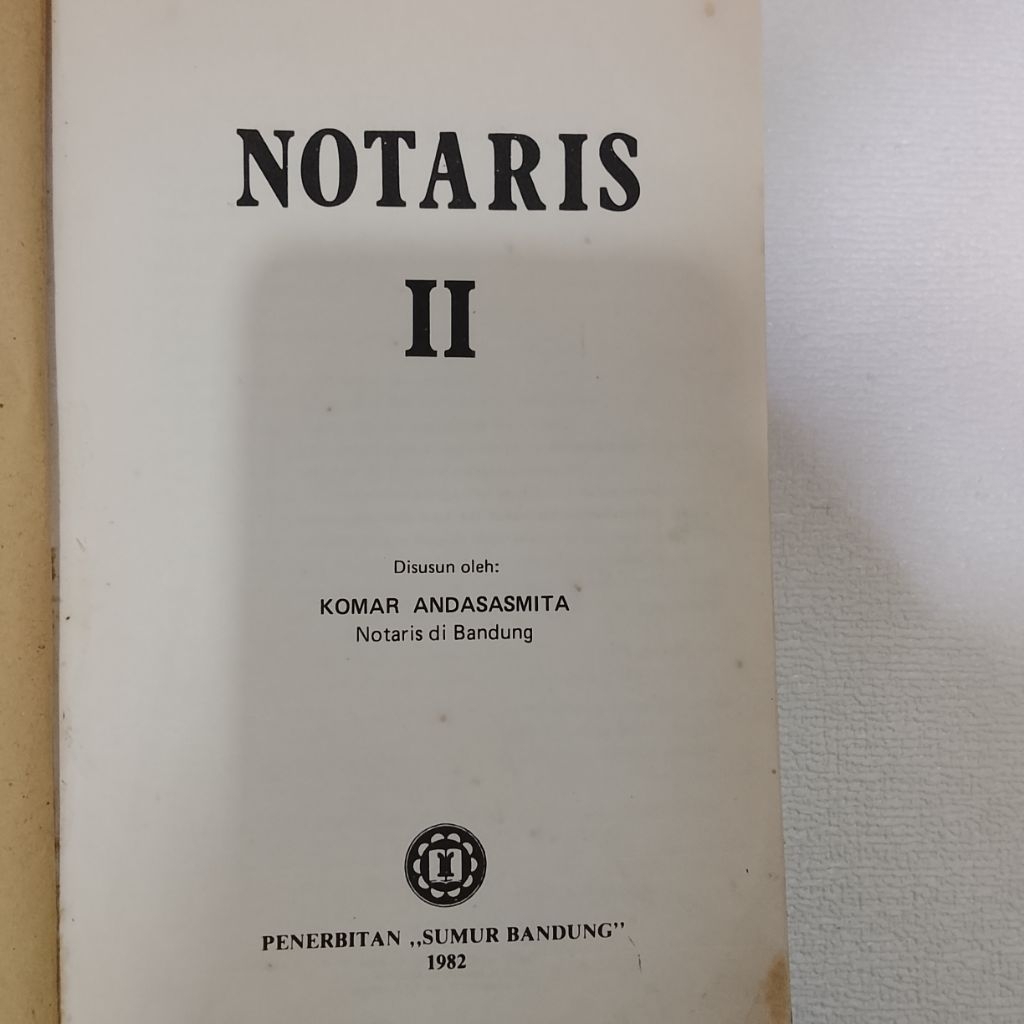 NOTARIS
II
Disusun oleh:
KOMAR ANDASASMITA
Notaris di Bandung
PENERBITAN „SUMUR BANDUNG”
1982